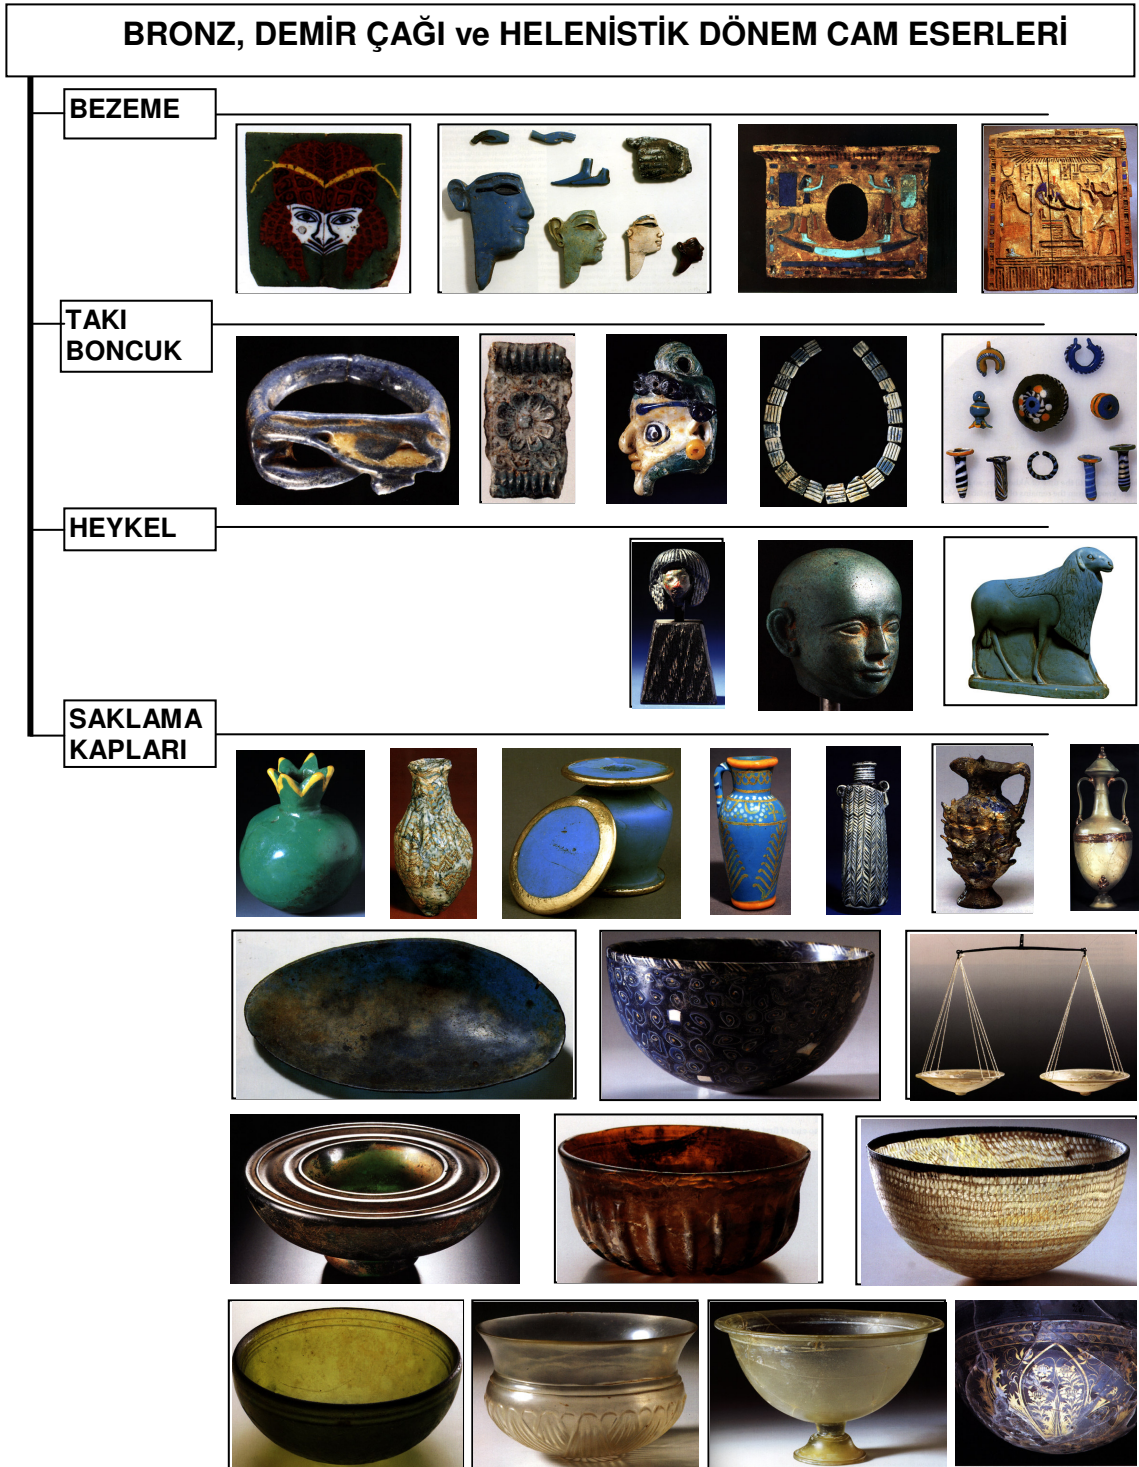 BRONZ, DEMİR ÇAĞI ve HELENİSTİK DÖNEM CAM ESERLERİ
BEZEME
TAKI
BONCUK
HEYKEL
SAKLAMA
KAPLARI